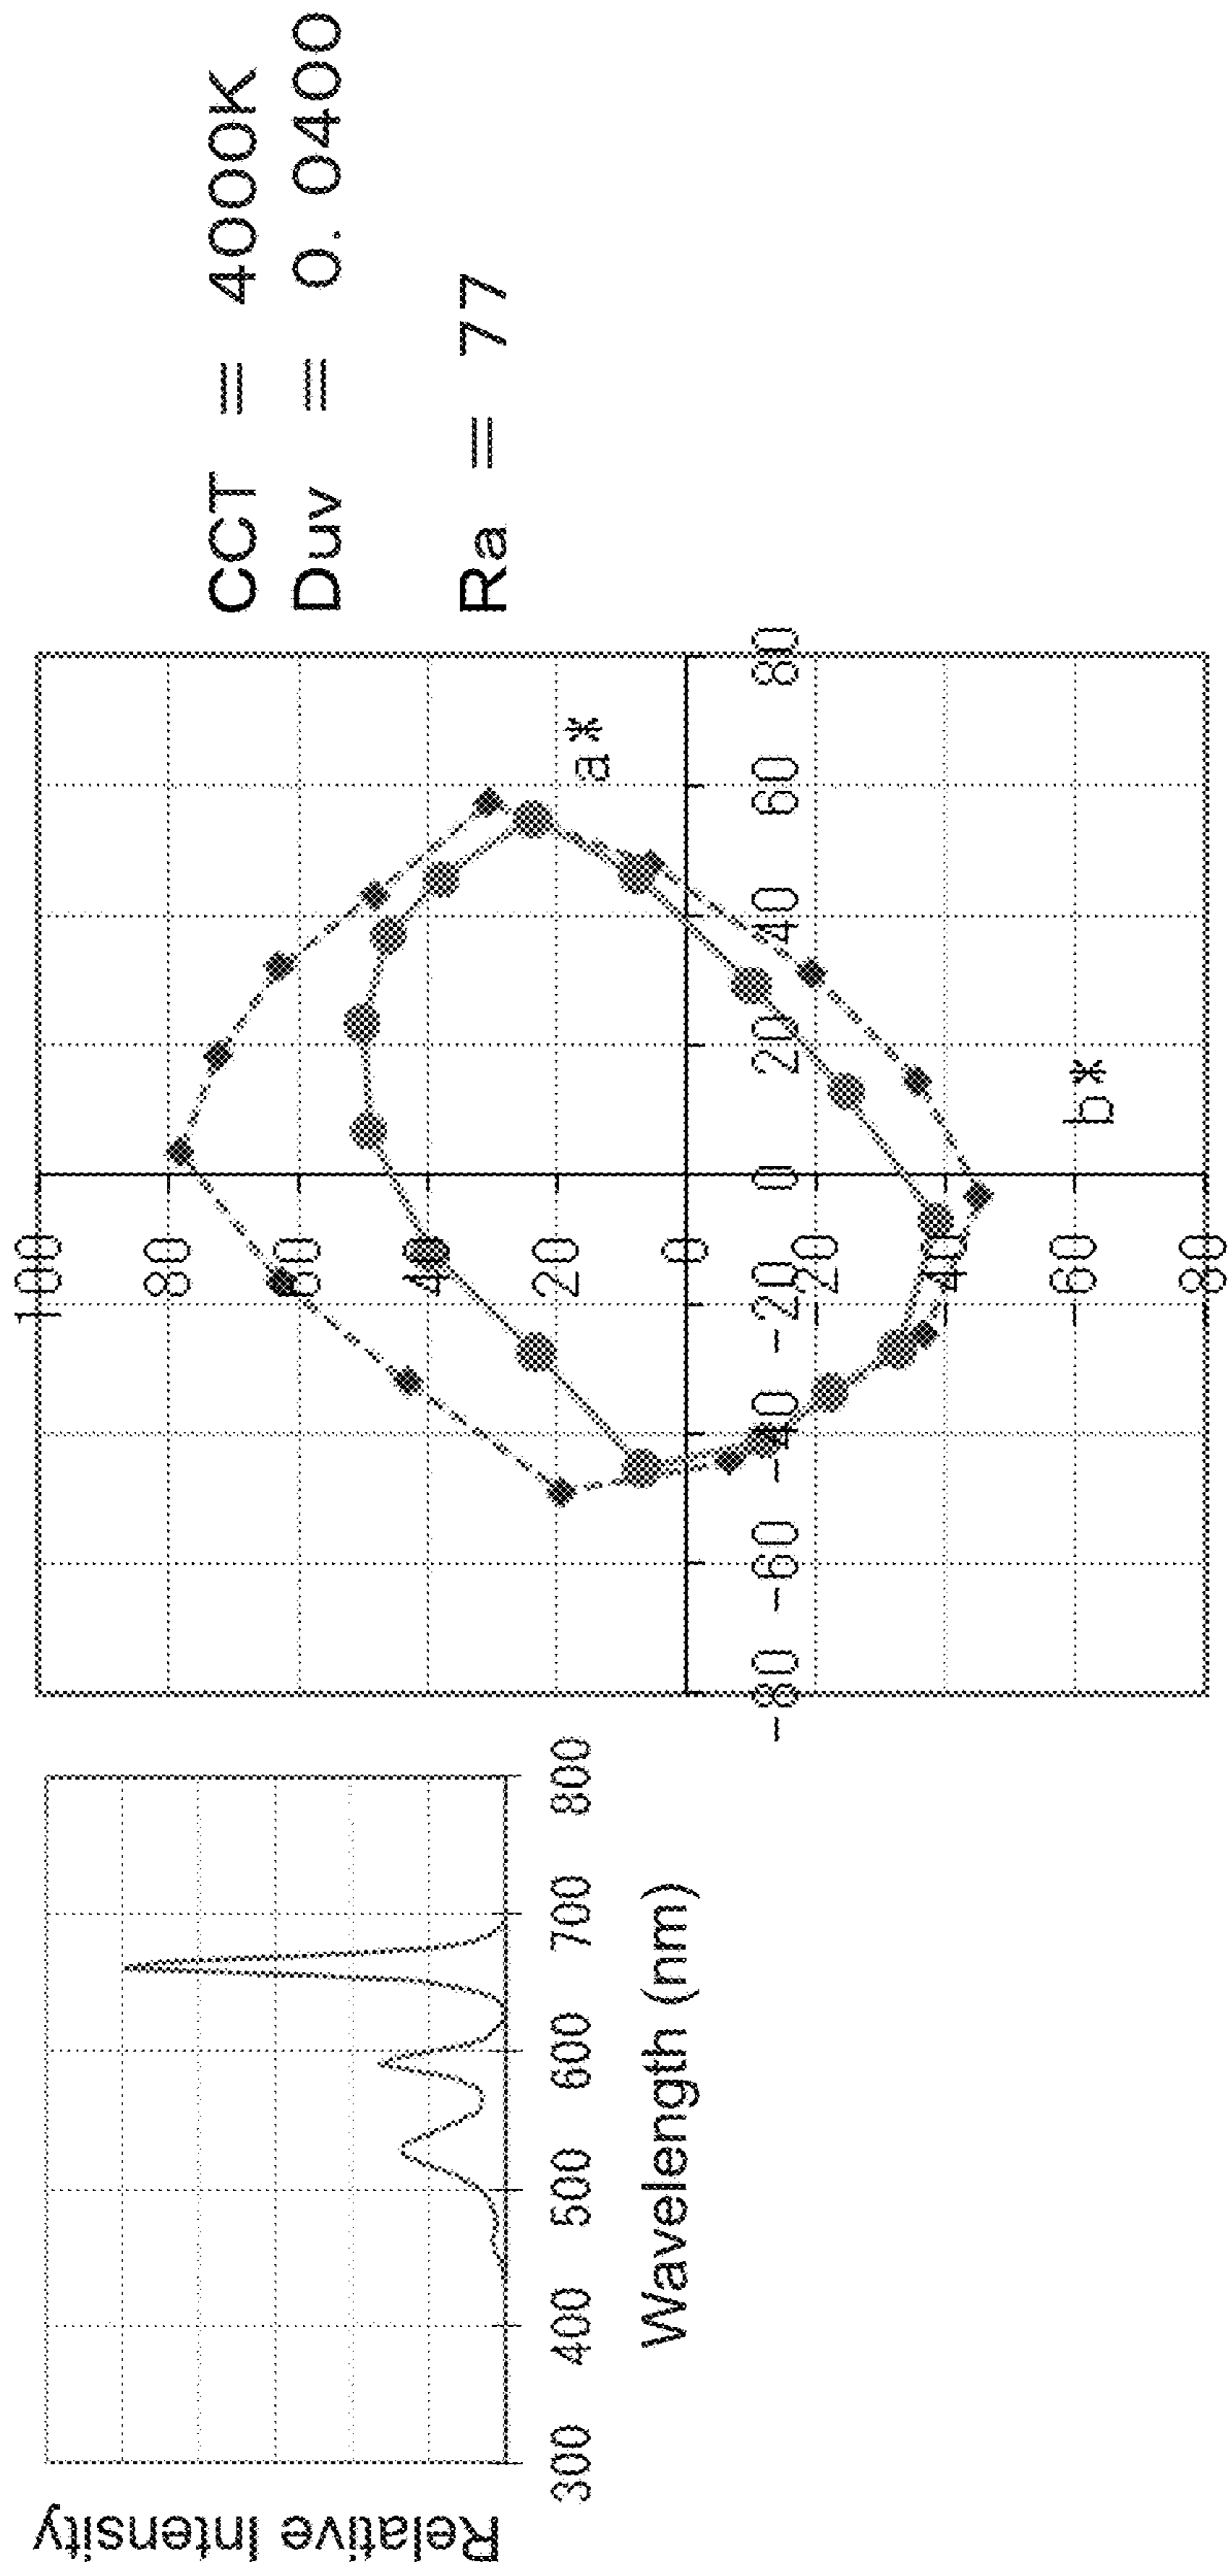 Relative Intensity
300 400 500 600 700 800
Wavelength (nm)
100
80
60
40
20
0
20
40
60
80
-80 -60 -40 -20 0 20 40 60 80
a*
b*
CCT = 4000K
Duv = 0.0400
Ra = 77